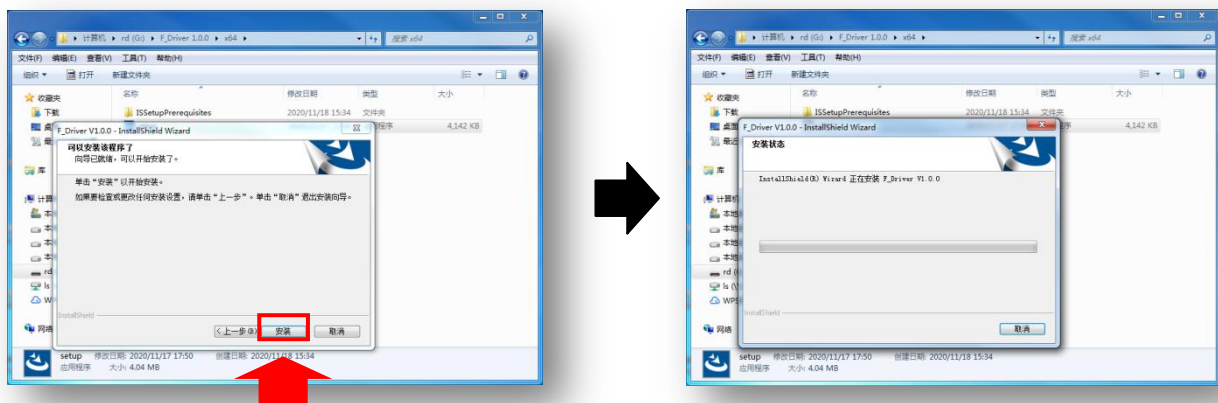 计算机 ▸ rd (G:) ▸ F_Driver 1.0.0 ▸ x64 ▸
搜索 x64
文件(F) 编辑(E) 查看(V) 工具(T) 帮助(H)
组织 打开 新建文件夹
名称 修改日期 类型 大小
收藏夹
下载
ISSetupPrerequisites 2020/11/18 15:34 文件夹
4,142 KB
F_Driver V1.0.0 - InstallShield Wizard
可以安装该程序了
向导已就绪，可以开始安装了。
单击“安装”以开始安装。
如果要检查或更改任何安装设置，请单击“上一步”。单击“取消”退出安装向导。
库
rd
ls
网络
InstallShield
<上一步(B) 安装 取消
setup 修改日期: 2020/11/17 17:50 创建日期: 2020/11/18 15:34
应用程序 大小: 4.04 MB
计算机 ▸ rd (G:) ▸ F_Driver 1.0.0 ▸ x64 ▸
搜索 x64
文件(F) 编辑(E) 查看(V) 工具(T) 帮助(H)
组织 打开 新建文件夹
名称 修改日期 类型 大小
收藏夹
下载
ISSetupPrerequisites 2020/11/18 15:34 文件夹
桌面
4,142 KB
F_Driver V1.0.0 - InstallShield Wizard
安装状态
InstallShield(R) Wizard 正在安装 F_Driver V1.0.0
库
网络
InstallShield
取消
setup 修改日期: 2020/11/17 17:50 创建日期: 2020/11/18 15:34
应用程序 大小: 4.04 MB